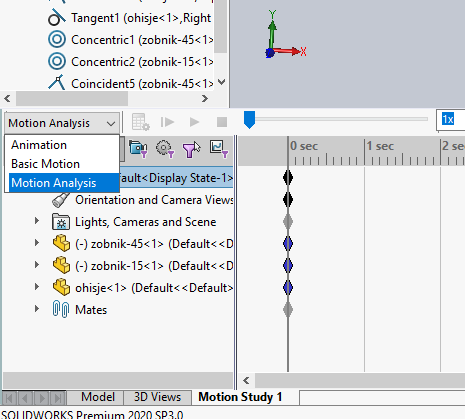 Tangent1 (ohisje<1>,Right
Concentric1 (zobnik-45<1>
Concentric2 (zobnik-15<1>
Coincident5 (zobnik-45<1>
Y
X
Motion Analysis
1x
Animation
Basic Motion
Motion Analysis
fault<Display State-1>
0 sec
1 sec
2 sec
Orientation and Camera Views
Lights, Cameras and Scene
(-) zobnik-45<1> (Default<<D
(-) zobnik-15<1> (Default<<D
ohisje<1> (Default<<Default>
Mates
Model
3D Views
Motion Study 1
SOLIDWORKS Premium 2020 SP3.0